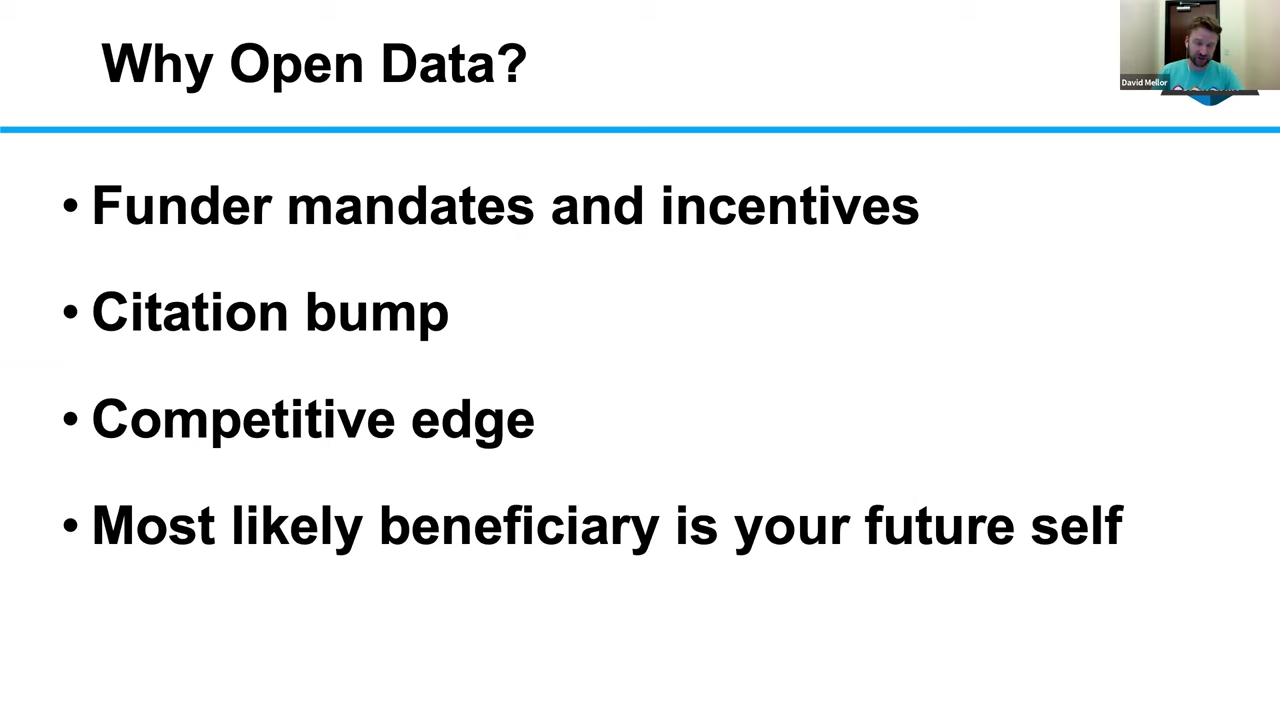 Why Open Data?
David Mellor
• Funder mandates and incentives
• Citation bump
• Competitive edge
• Most likely beneficiary is your future self